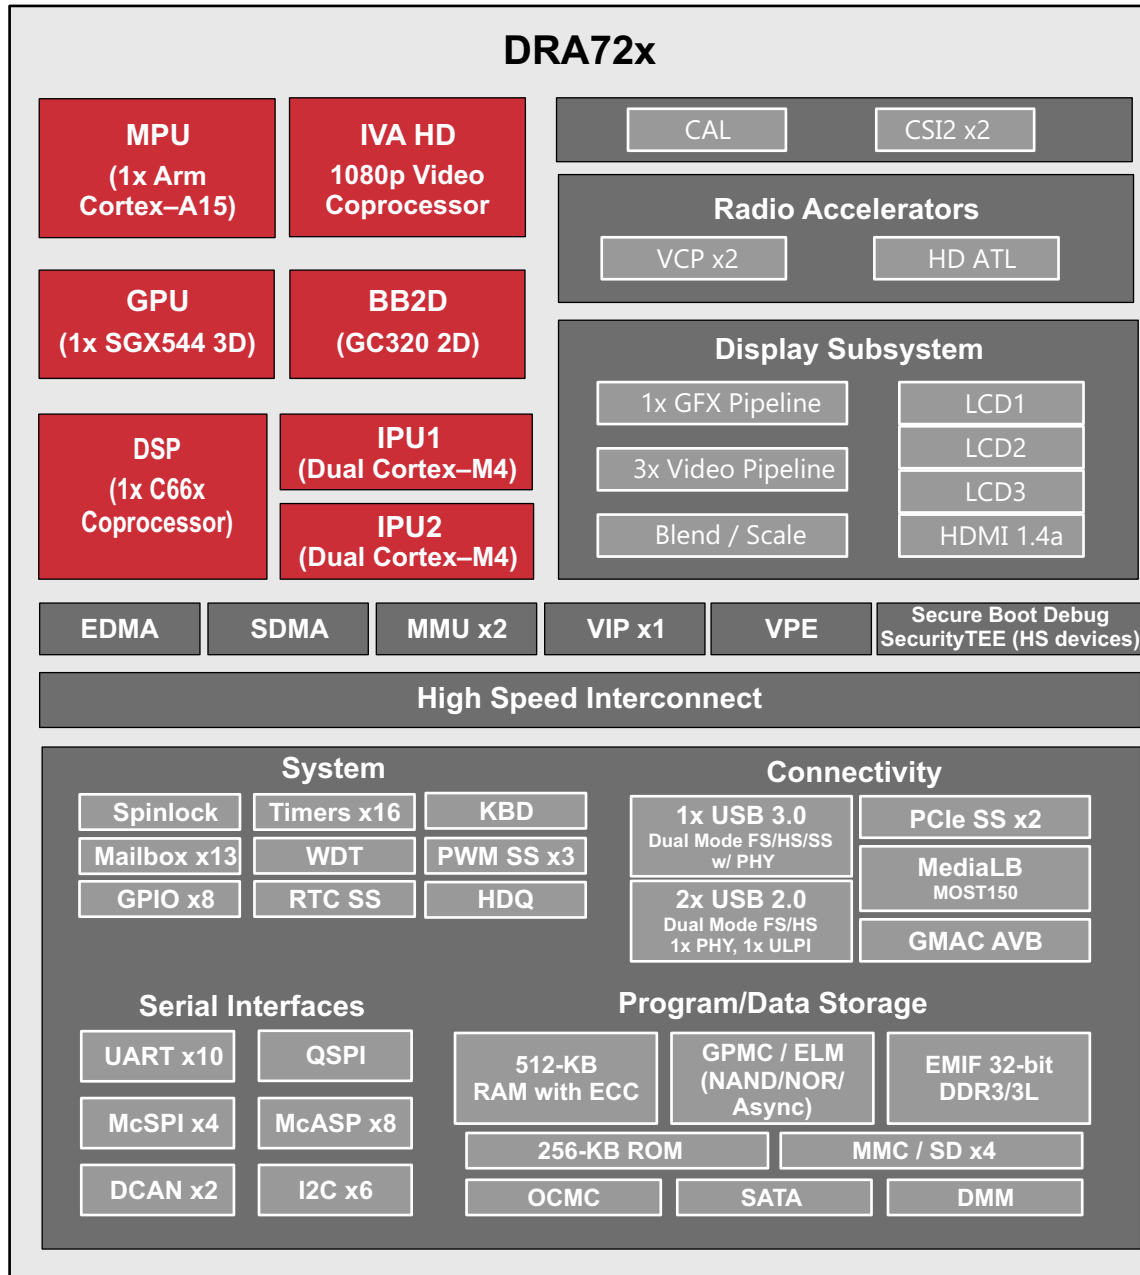 DRA72x
MPU
(1x Arm
Cortex–A15)
IVA HD
1080p Video
Coprocessor
CAL
CSI2 x2
Radio Accelerators
VCP x2
HD ATL
GPU
(1x SGX544 3D)
BB2D
(GC320 2D)
Display Subsystem
1x GFX Pipeline
3x Video Pipeline
Blend / Scale
LCD1
LCD2
LCD3
HDMI 1.4a
DSP
(1x C66x
Coprocessor)
IPU1
(Dual Cortex–M4)
IPU2
(Dual Cortex–M4)
EDMA
SDMA
MMU x2
VIP x1
VPE
Secure Boot Debug
SecurityTEE (HS devices)
High Speed Interconnect
System
Spinlock
Timers x16
KBD
Mailbox x13
WDT
PWM SS x3
GPIO x8
RTC SS
HDQ
Connectivity
1x USB 3.0
Dual Mode FS/HS/SS
w/ PHY
2x USB 2.0
Dual Mode FS/HS
1x PHY, 1x ULPI
PCIe SS x2
MediaLB
MOST150
GMAC AVB
Serial Interfaces
UART x10
QSPI
McSPI x4
McASP x8
DCAN x2
I2C x6
Program/Data Storage
512-KB
RAM with ECC
GPMC / ELM
(NAND/NOR/
Async)
EMIF 32-bit
DDR3/3L
256-KB ROM
MMC / SD x4
OCMC
SATA
DMM